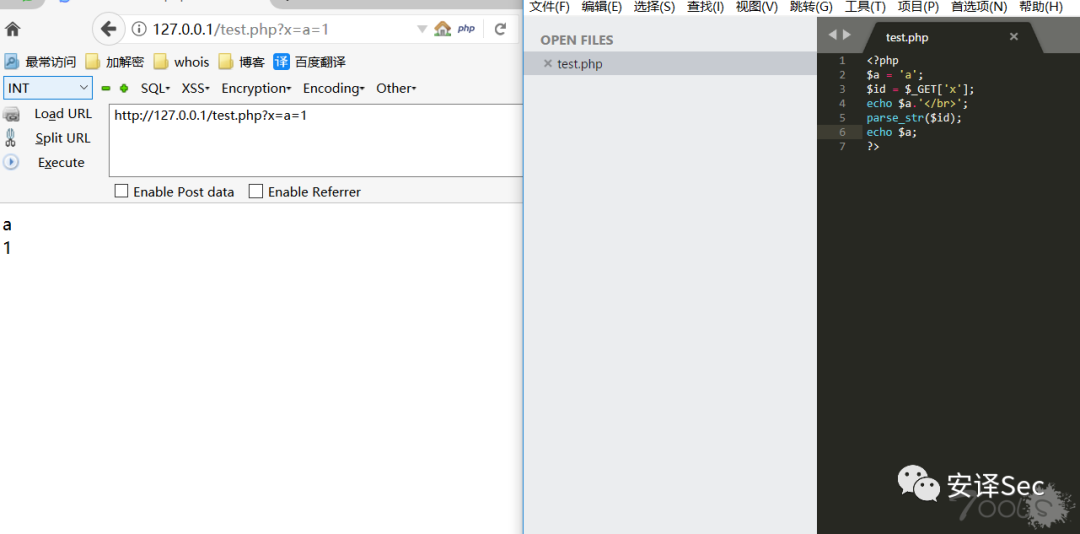 127.0.0.1/test.php?x=a=1
php
最常访问 加解密 whois 博客 译 百度翻译
INT SQL XSS Encryption Encoding Other
Load URL
Split URL
Execute
http://127.0.0.1/test.php?x=a=1
Enable Post data Enable Referrer
a
1
文件(F) 编辑(E) 选择(S) 查找(I) 视图(V) 跳转(G) 工具(T) 项目(P) 首选项(N) 帮助(H)
OPEN FILES
test.php
test.php
1 <?php
2 $a = 'a';
3 $id = $_GET['x'];
4 echo $a.'</br>';
5 parse_str($id);
6 echo $a;
7 ?>
安译Sec
7ools